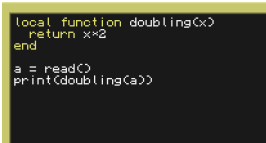 local function doubling(x)
  return x*2
end

a = read()
print(doubling(a))